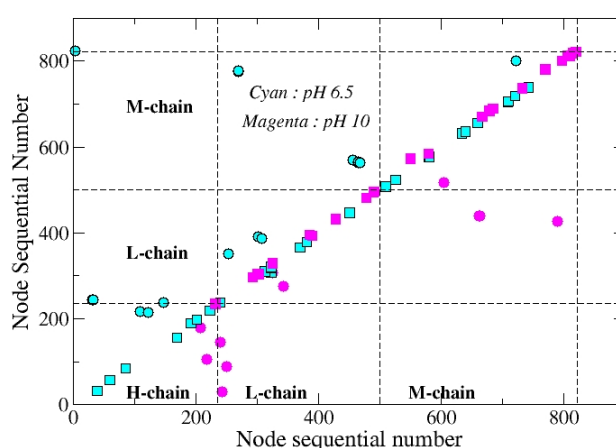 800
600
400
200
0
Node Sequential Number
M-chain
Cyan : pH 6.5
Magenta : pH 10
L-chain
H-chain
L-chain
M-chain
0
200
400
600
800
Node sequential number